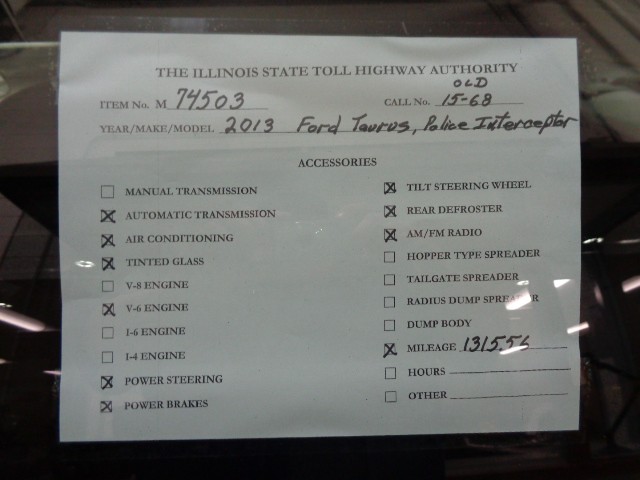 THE ILLINOIS STATE TOLL HIGHWAY AUTHORITY
OLD
ITEM No. M 74503 CALL No. 15-68
YEAR/MAKE/MODEL 2013 Ford Taurus, Police Interceptor
ACCESSORIES
MANUAL TRANSMISSION
AUTOMATIC TRANSMISSION
AIR CONDITIONING
TINTED GLASS
V-8 ENGINE
V-6 ENGINE
I-6 ENGINE
I-4 ENGINE
POWER STEERING
POWER BRAKES
TILT STEERING WHEEL
REAR DEFROSTER
AM/FM RADIO
HOPPER TYPE SPREADER
TAILGATE SPREADER
RADIUS DUMP SPREADER
DUMP BODY
MILEAGE 131556
HOURS
OTHER